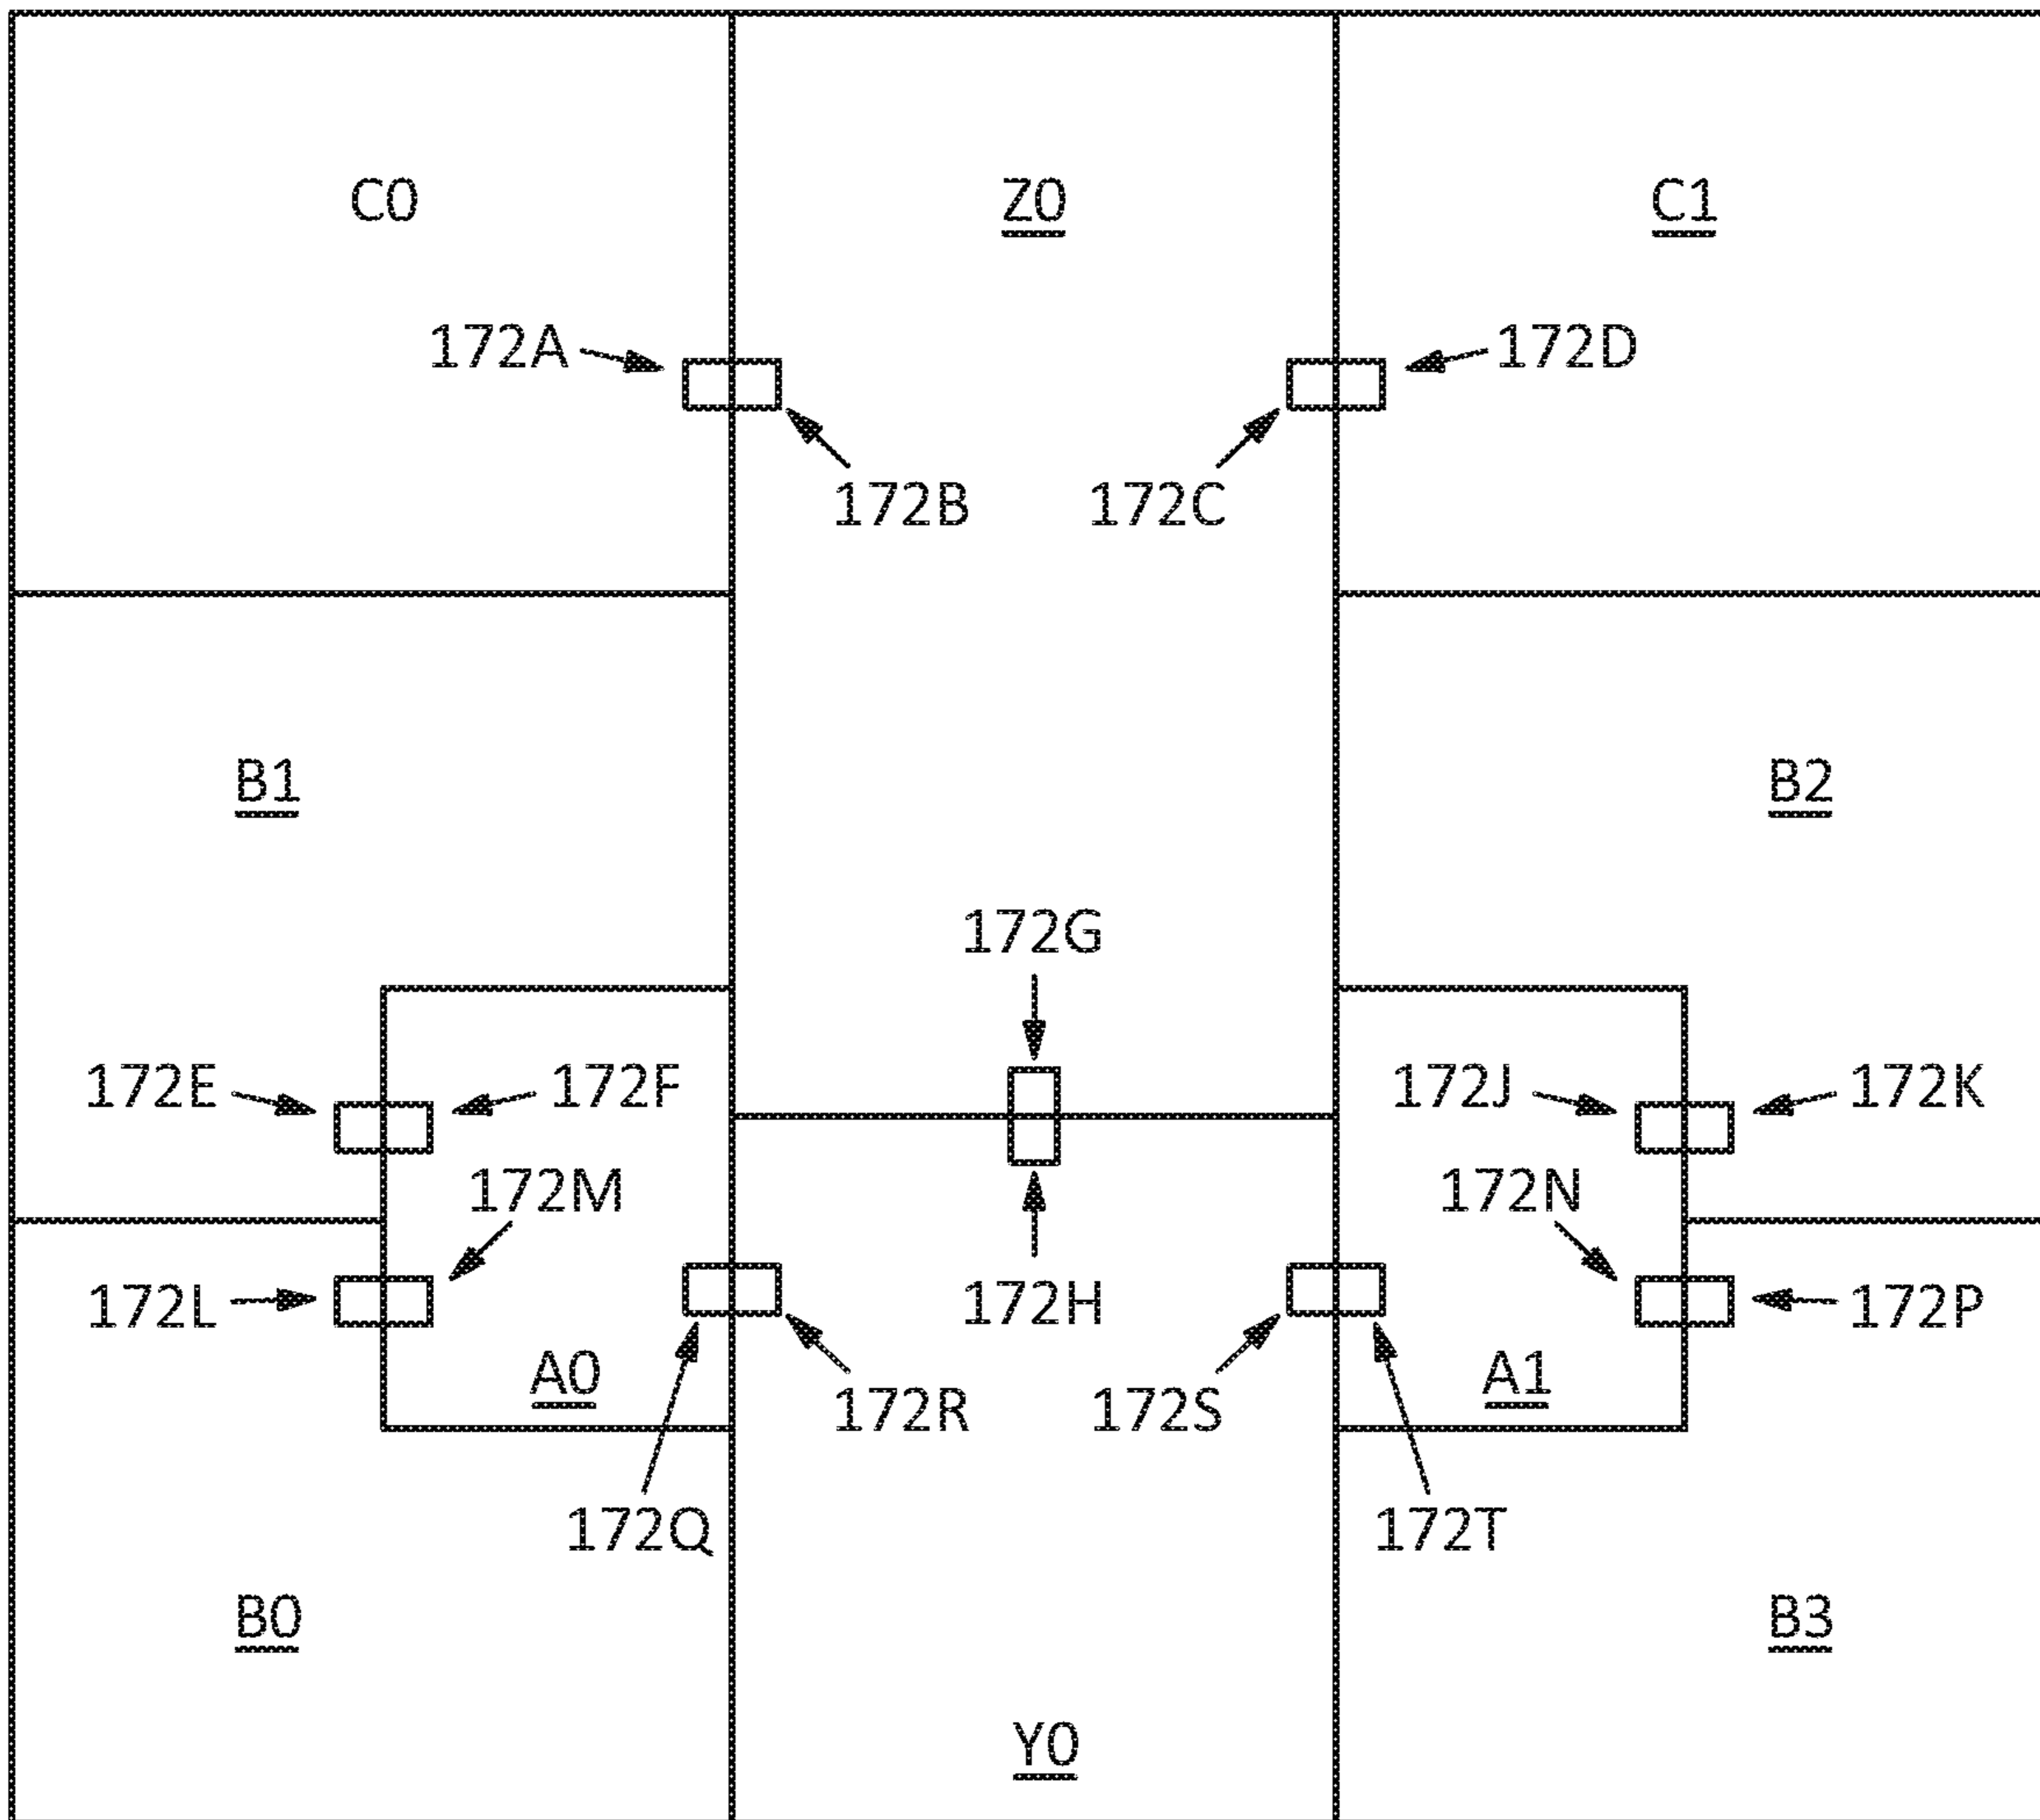 C0 Z0 C1
172A 172D
172B 172C
B1 B2
172G
172E 172F 172J 172K
172M 172N
172L 172H 172P
A0 A1
172R 172S
172Q 172T
B0 B3
Y0